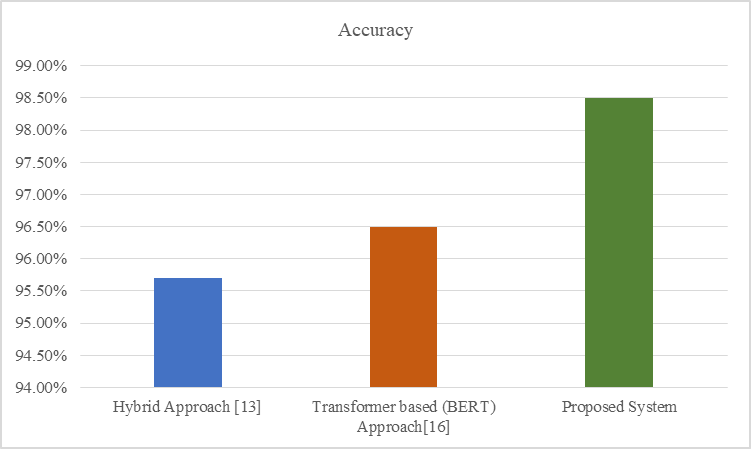 Accuracy
99.00%
98.50%
98.00%
97.50%
97.00%
96.50%
96.00%
95.50%
95.00%
94.50%
94.00%
Hybrid Approach [13]
Transformer based (BERT)
Approach[16]
Proposed System